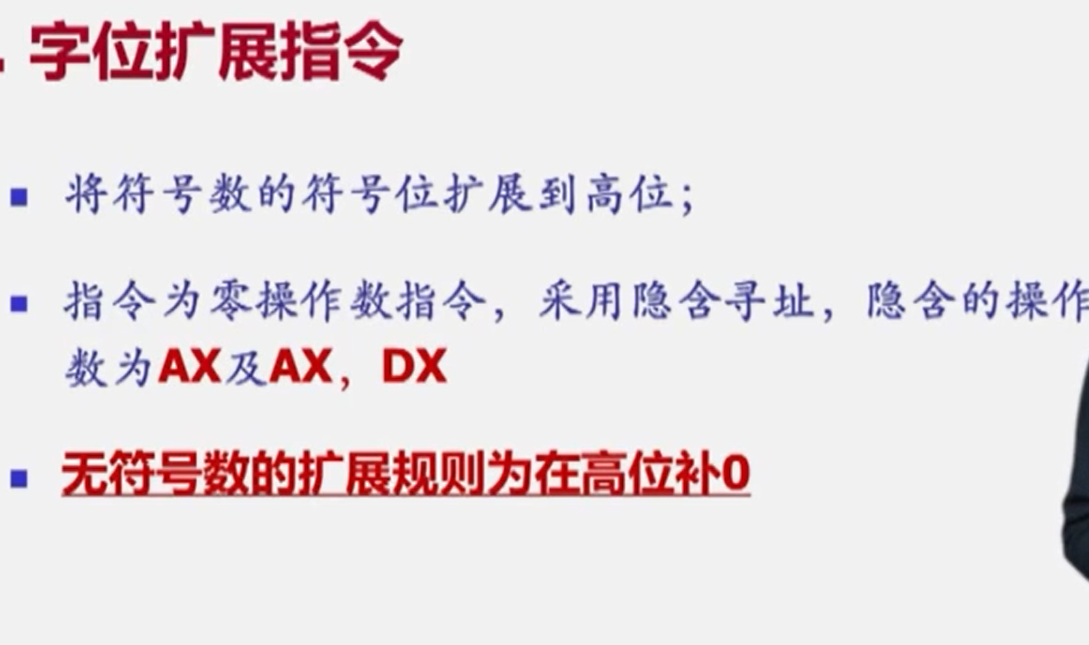 字位扩展指令
将符号数的符号位扩展到高位；
指令为零操作数指令，采用隐含寻址，隐含的操作
数为AX及AX，DX
无符号数的扩展规则为在高位补0